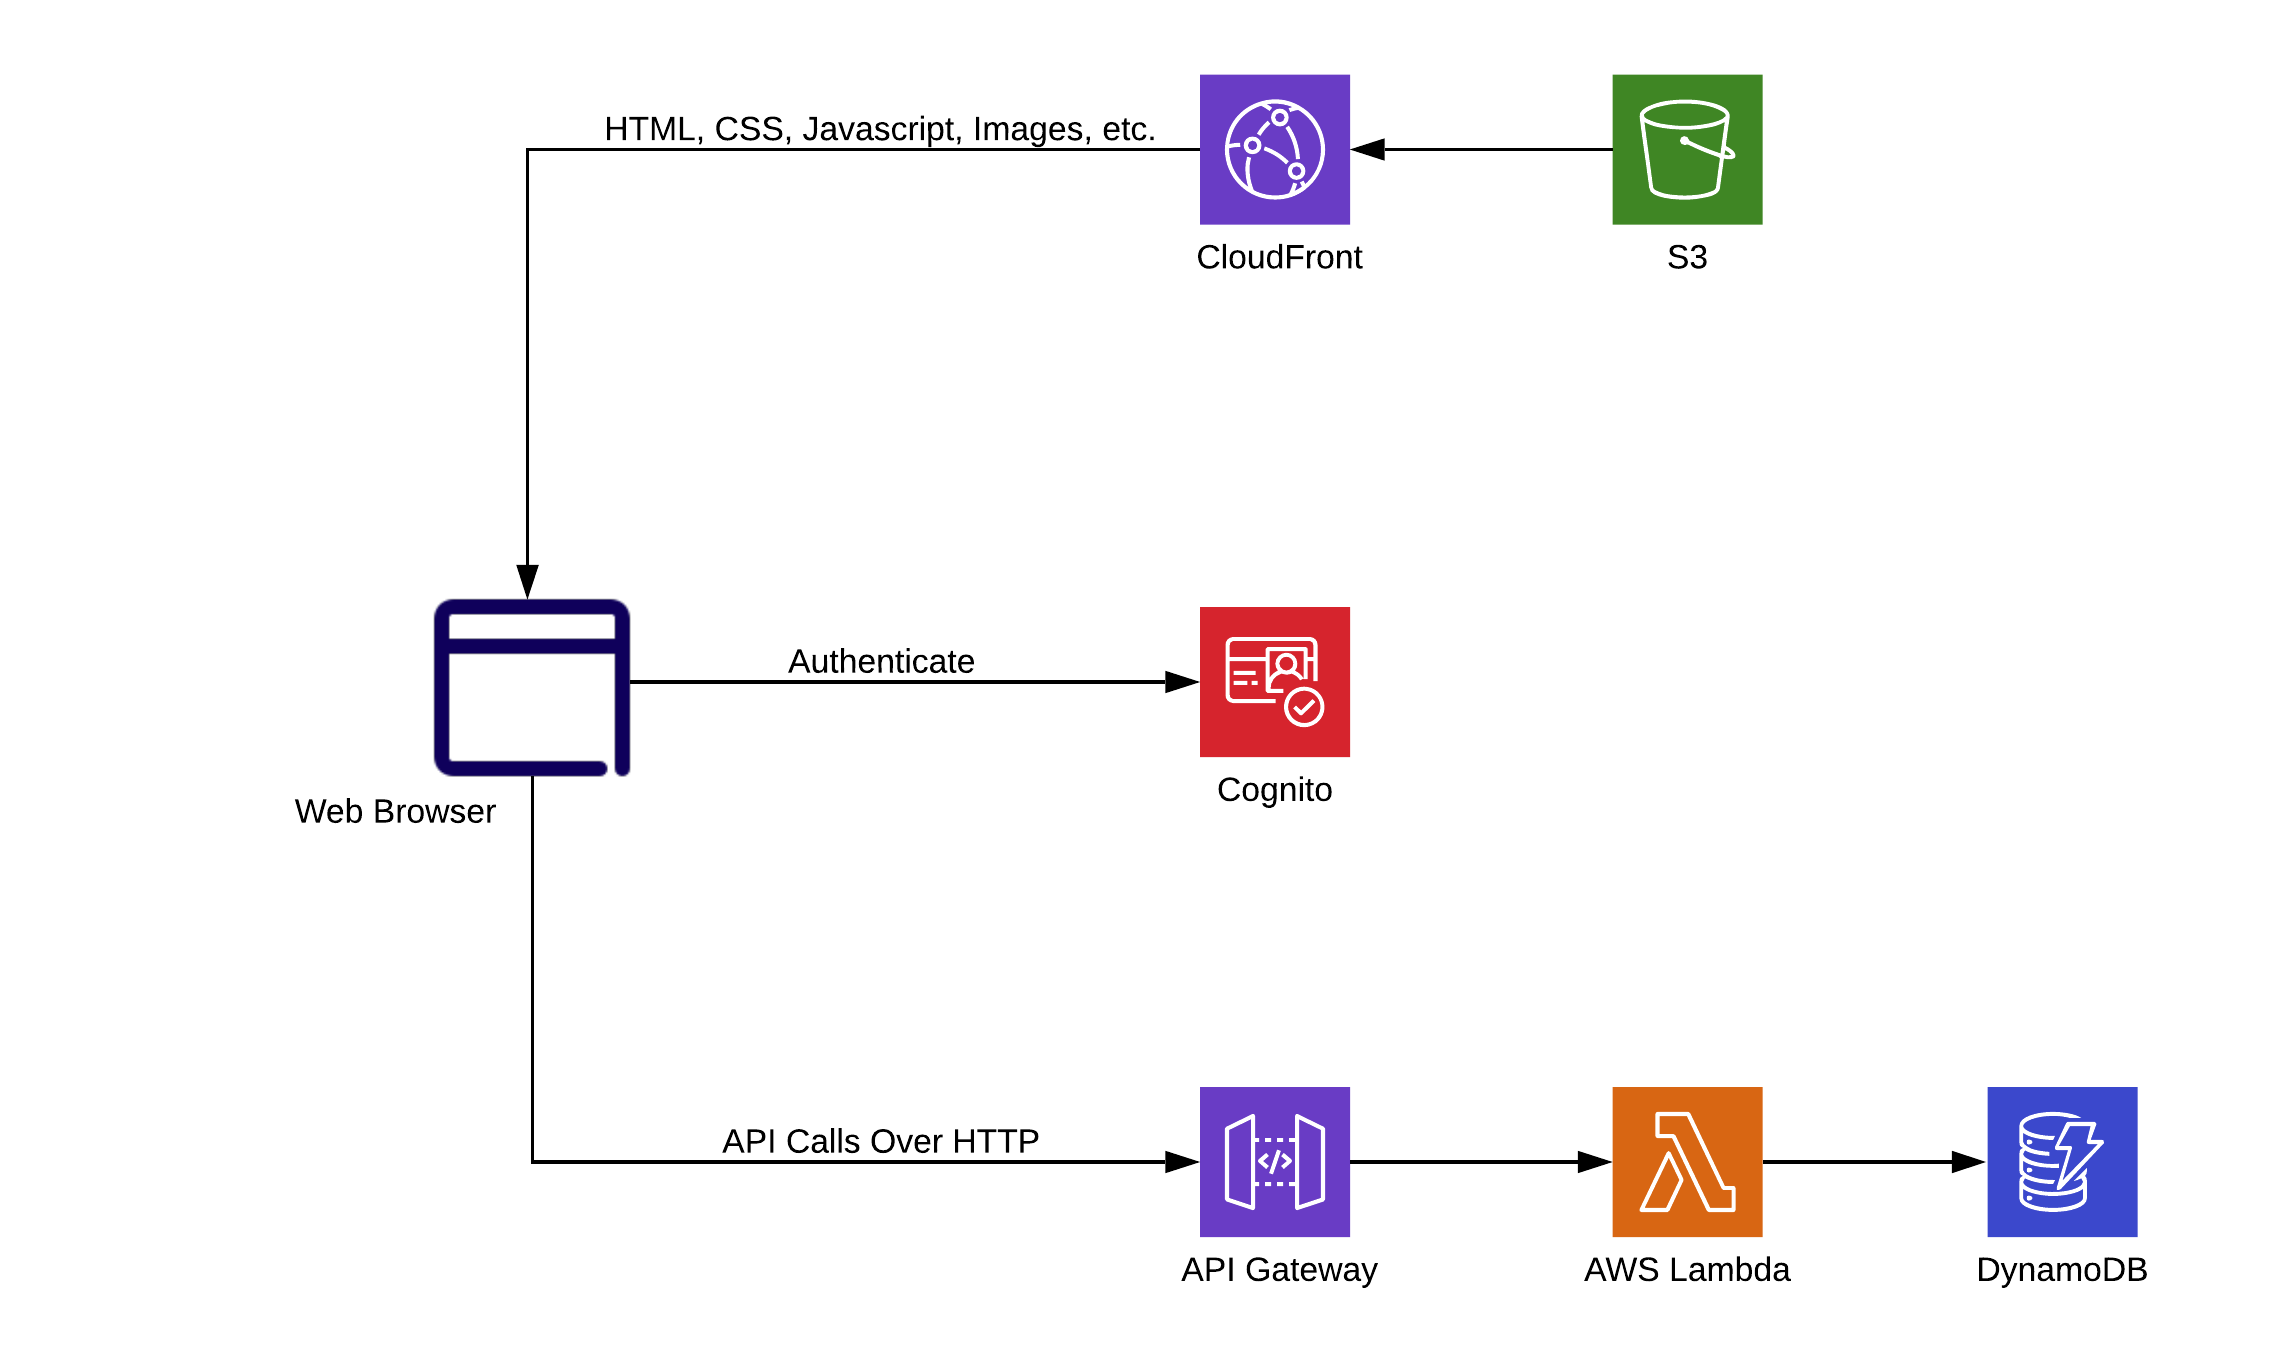 HTML, CSS, Javascript, Images, etc.
CloudFront
S3
Authenticate
Cognito
Web Browser
API Calls Over HTTP
API Gateway
AWS Lambda
DynamoDB